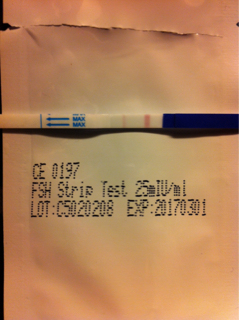 MAX
MAX
CE 0197
FSH Strip Test 25mIU/ml
LOT:C5020208 EXP:20170301